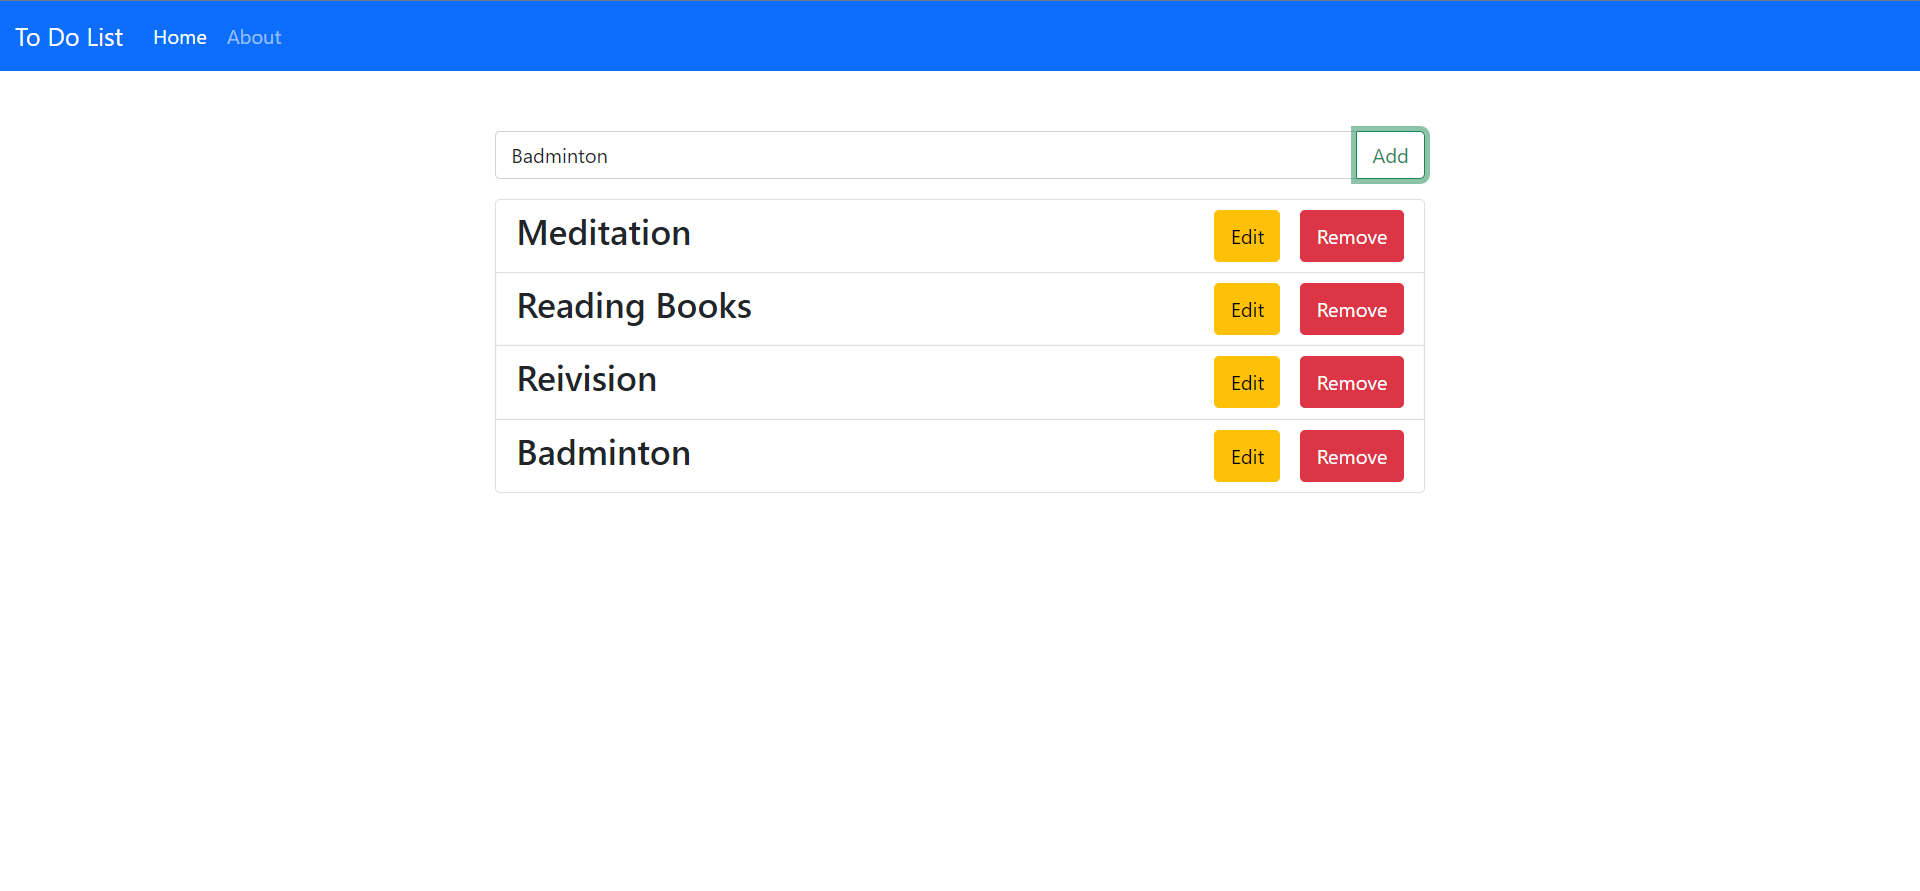 To Do List Home About
Badminton Add
Meditation Edit Remove
Reading Books Edit Remove
Reivision Edit Remove
Badminton Edit Remove